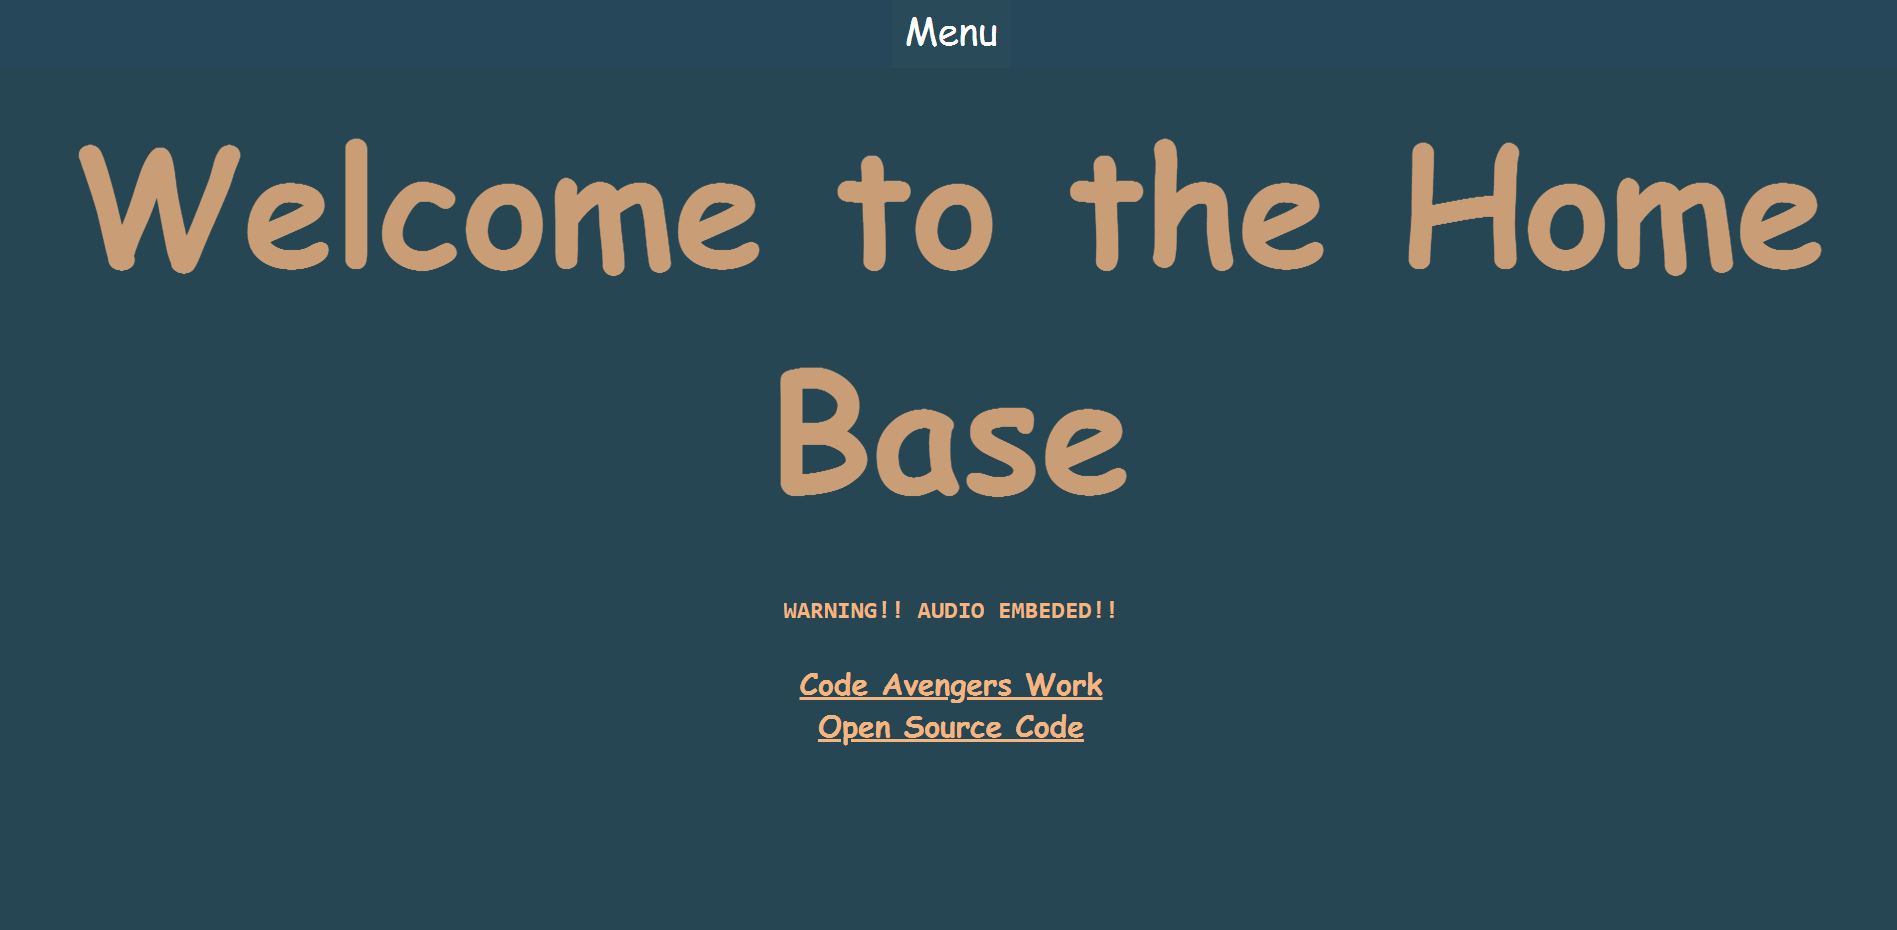 Menu
Welcome to the Home
Base
WARNING!! AUDIO EMBEDED!!
Code Avengers Work
Open Source Code